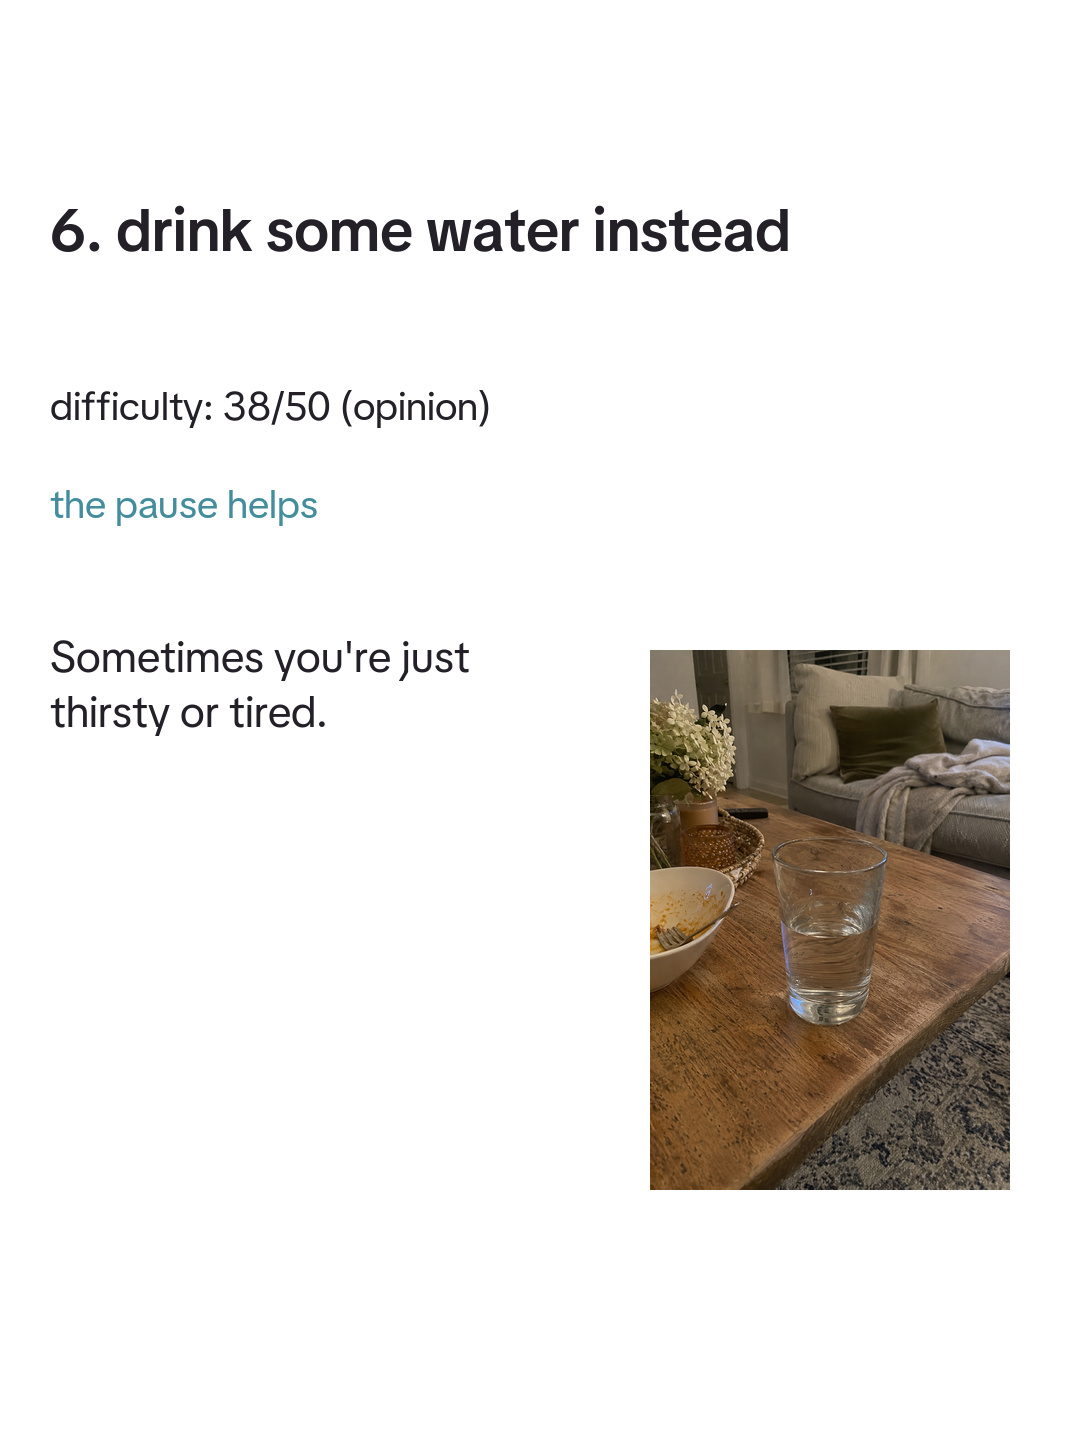 6. drink some water instead
difficulty: 38/50 (opinion)
the pause helps
Sometimes you're just
thirsty or tired.